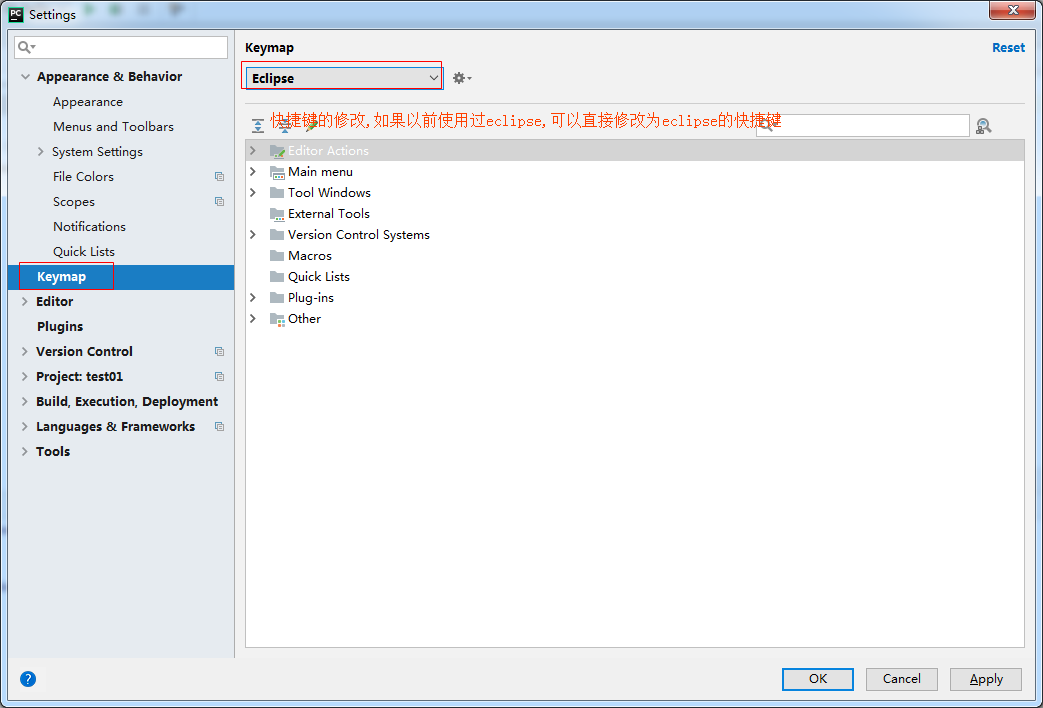 PC Settings
Appearance & Behavior
Appearance
Menus and Toolbars
System Settings
File Colors
Scopes
Notifications
Quick Lists
Keymap
Editor
Plugins
Version Control
Project: test01
Build, Execution, Deployment
Languages & Frameworks
Tools
Keymap
Reset
Eclipse
快捷键的修改,如果以前使用过eclipse,可以直接修改为eclipse的快捷键
Editor Actions
Main menu
Tool Windows
External Tools
Version Control Systems
Macros
Quick Lists
Plug-ins
Other
?
OK
Cancel
Apply